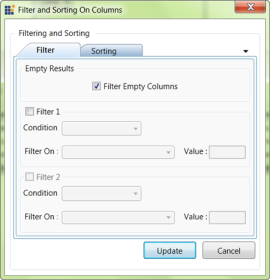 Filter and Sorting On Columns
Filtering and Sorting
Filter Sorting
Empty Results
Filter Empty Columns
Filter 1
Condition
Filter On : Value :
Filter 2
Condition
Filter On : Value :
Update Cancel